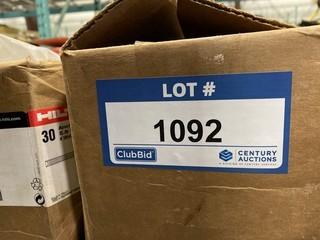 LOT #
1092
ClubBid
CENTURY
AUCTIONS
HIL
30